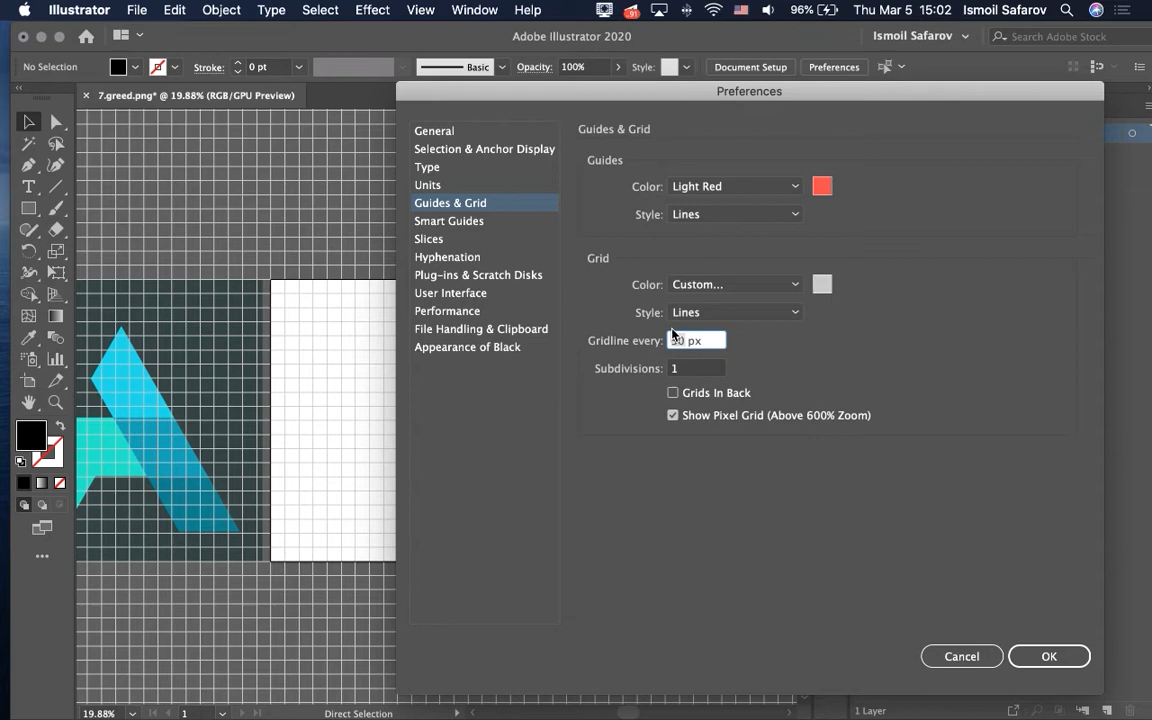 Illustrator File Edit Object Type Select Effect View Window Help 91 96% Thu Mar 5 15:02 Ismoil Safarov
Adobe Illustrator 2020 Ismoil Safarov Search Adobe Stock
No Selection Stroke: 0 pt Basic Opacity: 100% Style: Document Setup Preferences
7.greed.png* @ 19.88% (RGB/GPU Preview)
Preferences
General
Selection & Anchor Display
Type
Units
Guides & Grid
Smart Guides
Slices
Hyphenation
Plug-ins & Scratch Disks
User Interface
Performance
File Handling & Clipboard
Appearance of Black
Guides & Grid
Guides
Color: Light Red
Style: Lines
Grid
Color: Custom...
Style: Lines
Gridline every: px
Subdivisions: 1
Grids In Back
Show Pixel Grid (Above 600% Zoom)
Cancel OK
19.88% 1 Direct Selection 1 Layer